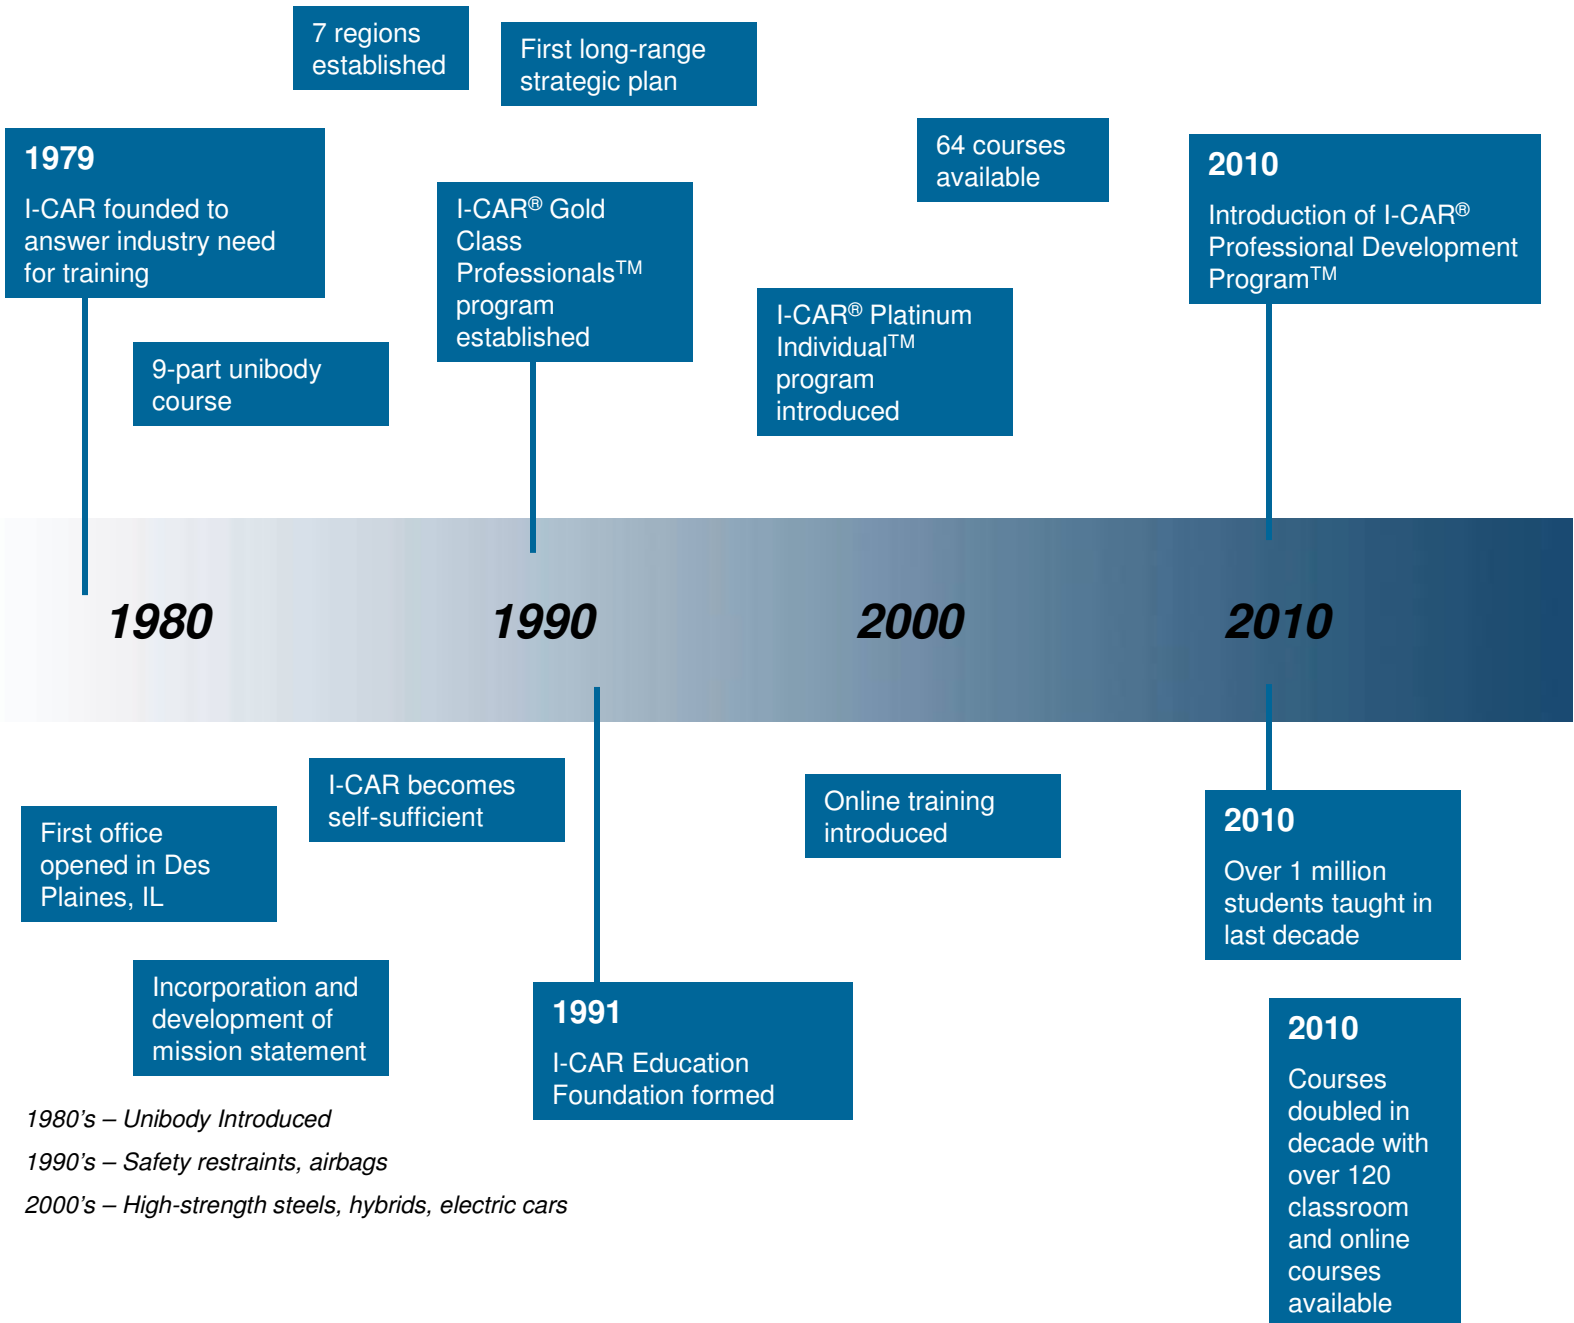 7 regions
established
First long-range
strategic plan
64 courses
available
1979
I-CAR founded to
answer industry need
for training
2010
Introduction of I-CAR®
Professional Development
Program™
I-CAR® Gold
Class
Professionals™
program
established
I-CAR® Platinum
Individual™
program
introduced
9-part unibody
course
1980
1990
2000
2010
I-CAR becomes
self-sufficient
Online training
introduced
First office
opened in Des
Plaines, IL
2010
Over 1 million
students taught in
last decade
Incorporation and
development of
mission statement
1991
I-CAR Education
Foundation formed
2010
Courses
doubled in
decade with
over 120
classroom
and online
courses
available
1980's – Unibody Introduced
1990's – Safety restraints, airbags
2000's – High-strength steels, hybrids, electric cars